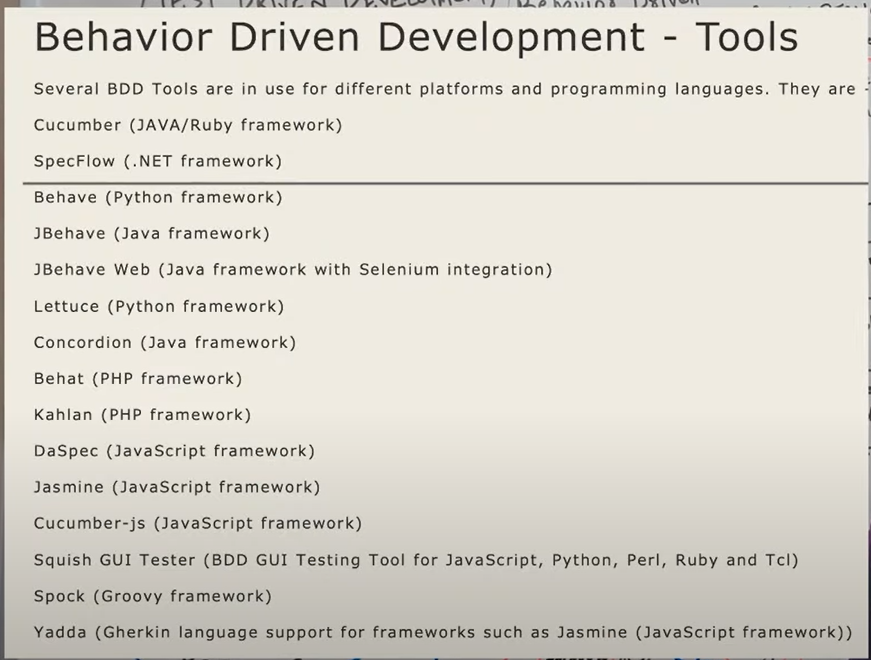 Behavior Driven Development - Tools
Several BDD Tools are in use for different platforms and programming languages. They are -
Cucumber (JAVA/Ruby framework)
SpecFlow (.NET framework)
Behave (Python framework)
JBehave (Java framework)
JBehave Web (Java framework with Selenium integration)
Lettuce (Python framework)
Concordion (Java framework)
Behat (PHP framework)
Kahlan (PHP framework)
DaSpec (JavaScript framework)
Jasmine (JavaScript framework)
Cucumber-js (JavaScript framework)
Squish GUI Tester (BDD GUI Testing Tool for JavaScript, Python, Perl, Ruby and Tcl)
Spock (Groovy framework)
Yadda (Gherkin language support for frameworks such as Jasmine (JavaScript framework))